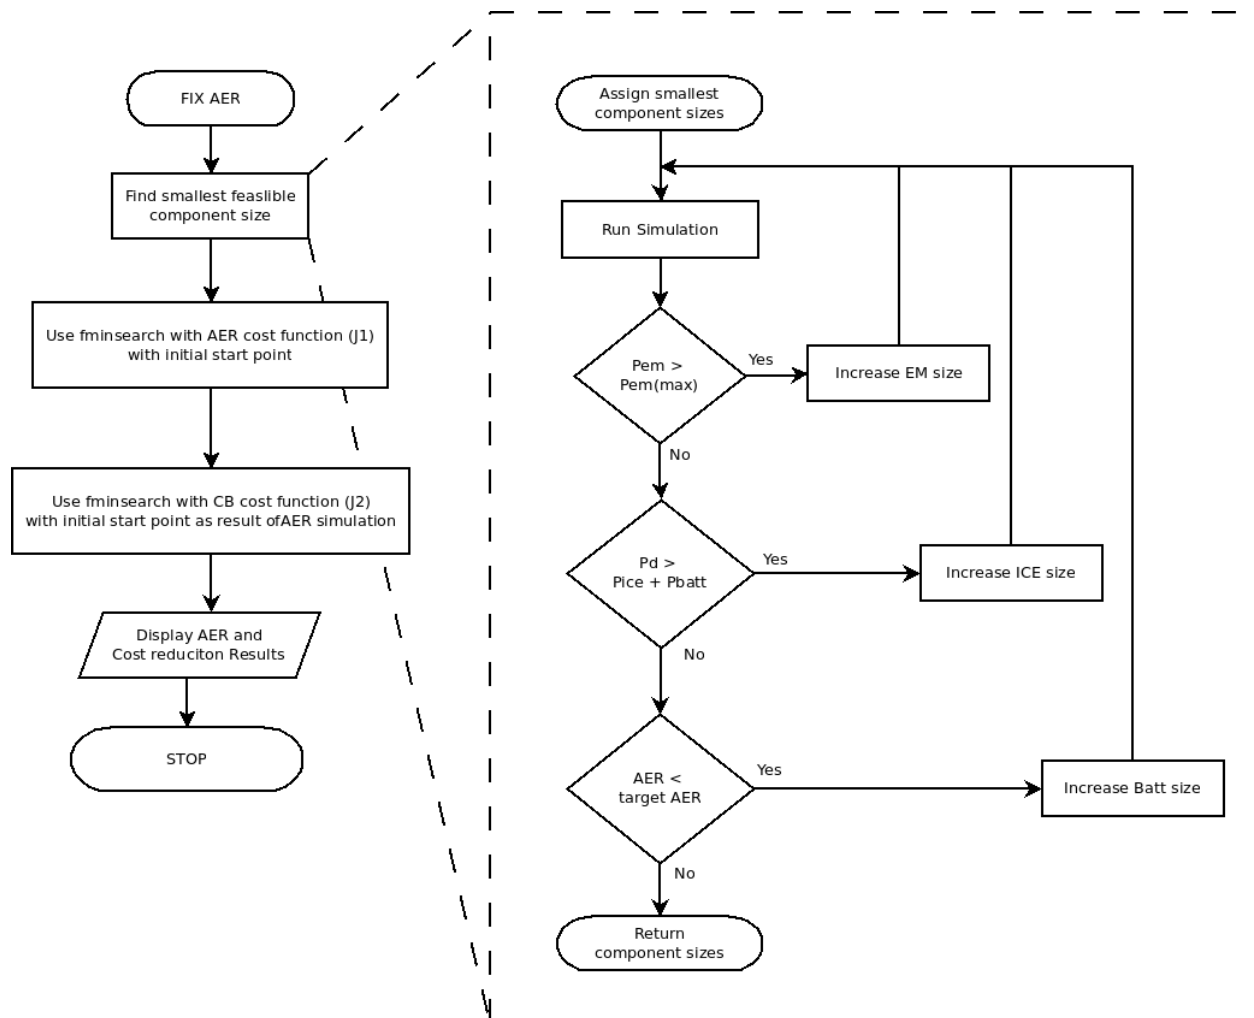 FIX AER
Find smallest feaslible
component size
Use fminsearch with AER cost function (J1)
with initial start point
Use fminsearch with CB cost function (J2)
with initial start point as result ofAER simulation
Display AER and
Cost reduciton Results
STOP
Assign smallest
component sizes
Run Simulation
Pem >
Pem(max)
Yes
Increase EM size
No
Pd >
Pice + Pbatt
Yes
Increase ICE size
No
AER <
target AER
Yes
Increase Batt size
No
Return
component sizes